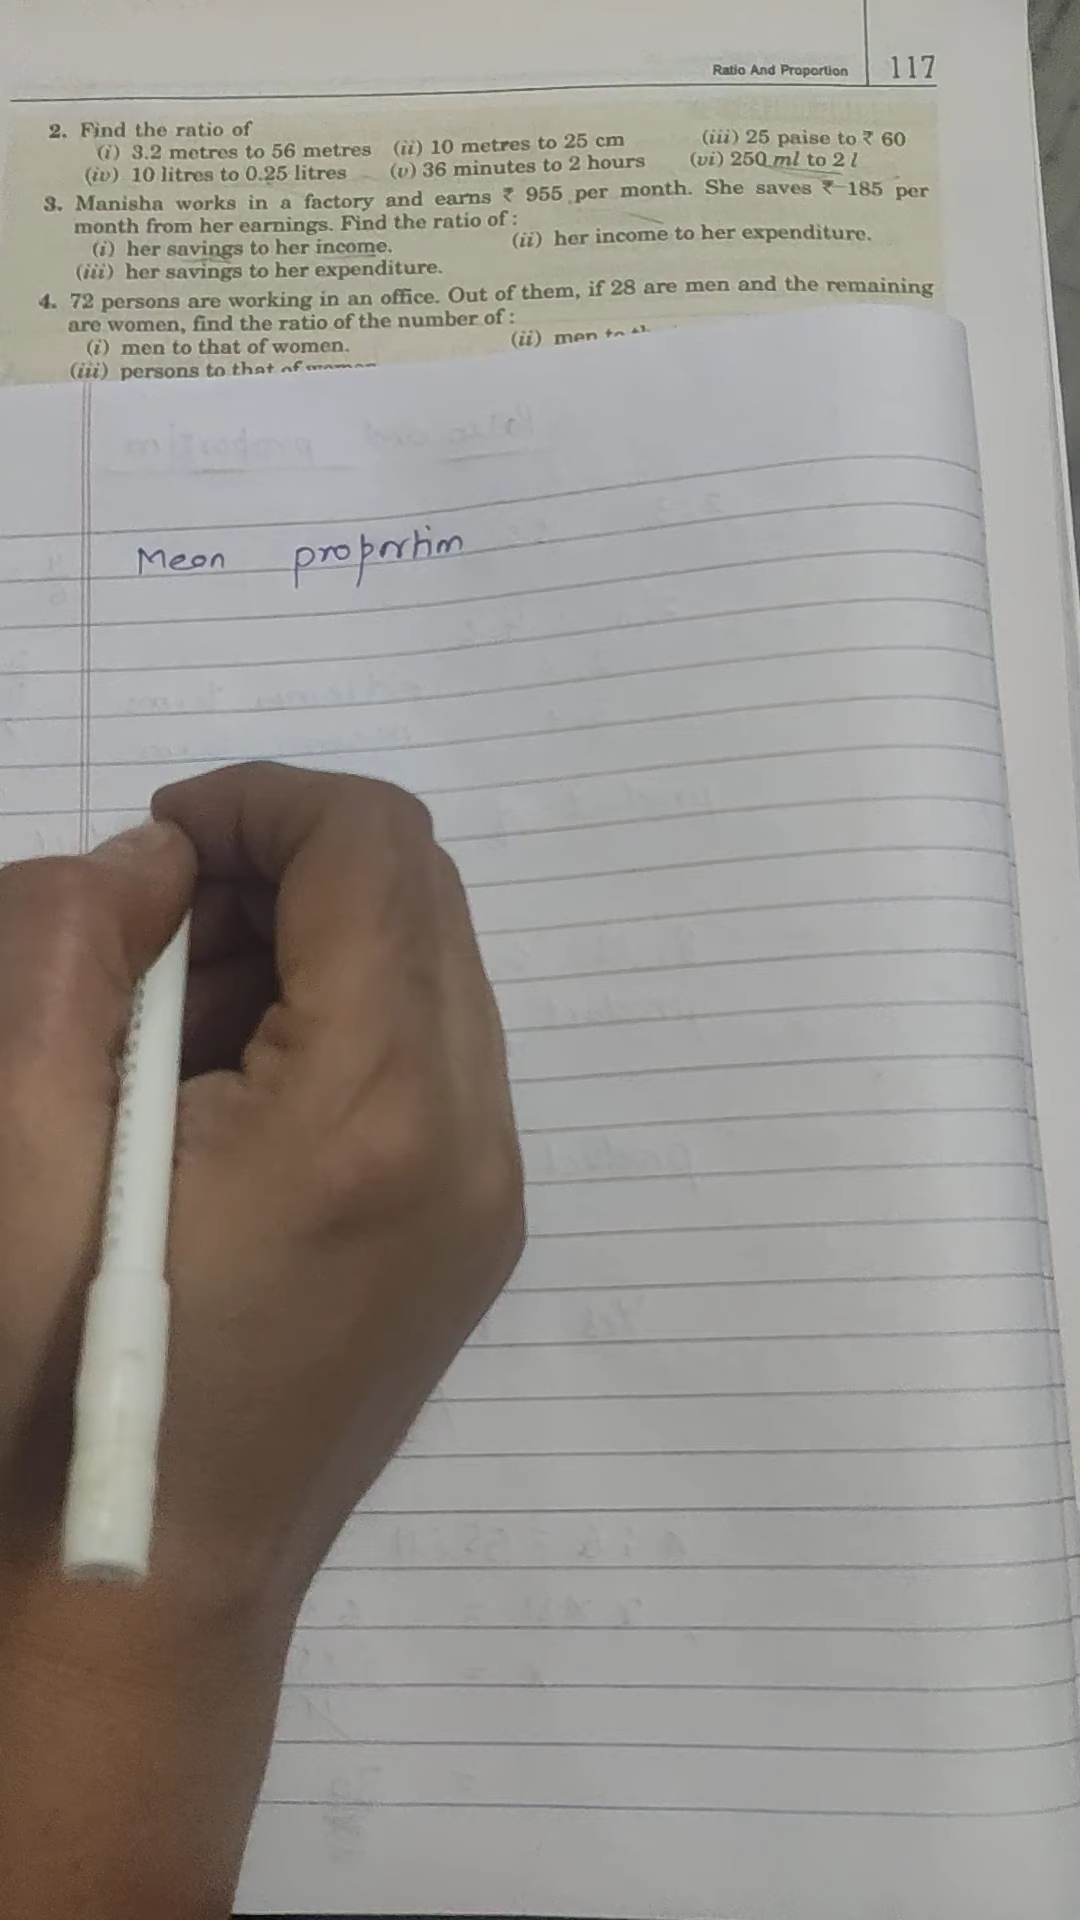 Ratio And Proportion 117
2. Find the ratio of
(i) 3.2 metres to 56 metres (ii) 10 metres to 25 cm (iii) 25 paise to ₹ 60
(iv) 10 litres to 0.25 litres (v) 36 minutes to 2 hours (vi) 250 ml to 2 l
3. Manisha works in a factory and earns ₹ 955 per month. She saves ₹ 185 per
month from her earnings. Find the ratio of :
(i) her savings to her income. (ii) her income to her expenditure.
(iii) her savings to her expenditure.
4. 72 persons are working in an office. Out of them, if 28 are men and the remaining
are women, find the ratio of the number of :
(i) men to that of women. (ii) men to
(iii) persons to that of women
Mean proportion